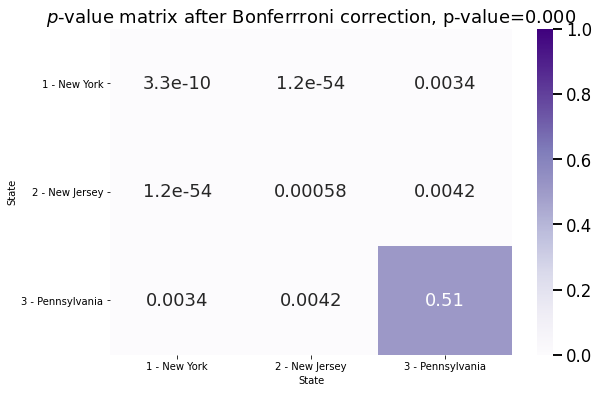 p-value matrix after Bonferrroni correction, p-value=0.000
1 - New York 3.3e-10 1.2e-54 0.0034
2 - New Jersey 1.2e-54 0.00058 0.0042
3 - Pennsylvania 0.0034 0.0042 0.51
State
1 - New York 2 - New Jersey 3 - Pennsylvania
State
1.0
0.8
0.6
0.4
0.2
0.0